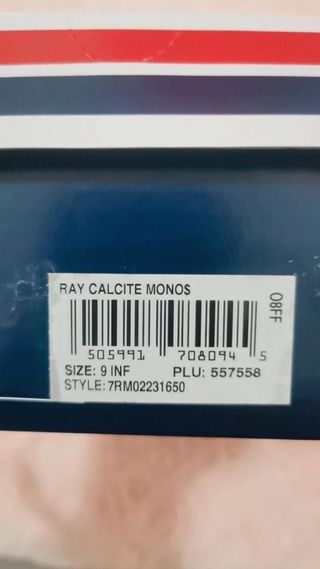 RAY CALCITE MONOS
505991 708094 5
SIZE: 9 INF PLU: 557558
STYLE: 7RM02231650
O8FF